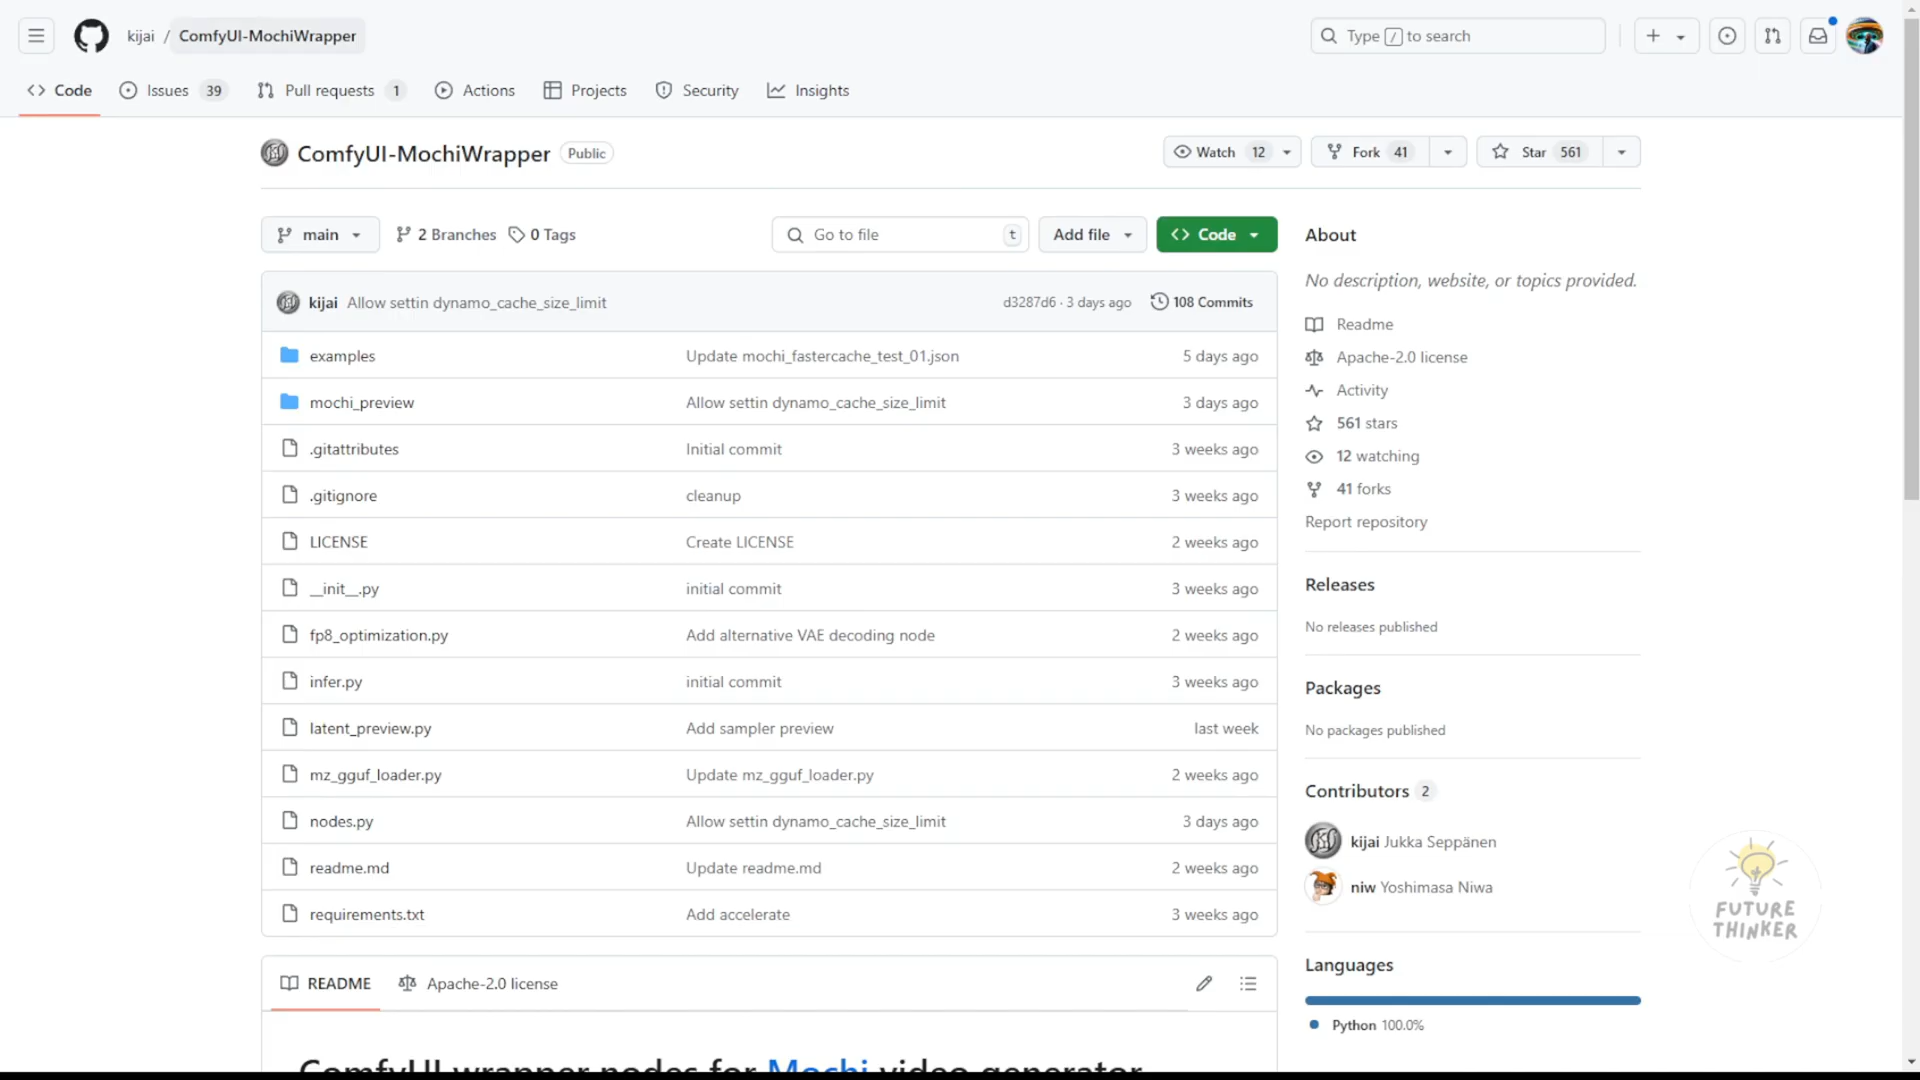 kijai / ComfyUI-MochiWrapper
Type / to search
Code Issues 39 Pull requests 1 Actions Projects Security Insights
ComfyUI-MochiWrapper Public
Watch 12 Fork 41 Star 561
main 2 Branches 0 Tags Go to file t Add file Code
kijai Allow settin dynamo_cache_size_limit d3287d6 · 3 days ago 108 Commits
examples Update mochi_fastercache_test_01.json 5 days ago
mochi_preview Allow settin dynamo_cache_size_limit 3 days ago
.gitattributes Initial commit 3 weeks ago
.gitignore cleanup 3 weeks ago
LICENSE Create LICENSE 2 weeks ago
__init__.py initial commit 3 weeks ago
fp8_optimization.py Add alternative VAE decoding node 2 weeks ago
infer.py initial commit 3 weeks ago
latent_preview.py Add sampler preview last week
mz_gguf_loader.py Update mz_gguf_loader.py 2 weeks ago
nodes.py Allow settin dynamo_cache_size_limit 3 days ago
readme.md Update readme.md 2 weeks ago
requirements.txt Add accelerate 3 weeks ago
README Apache-2.0 license
ComfyUI wrapper nodes for Mochi video generator
About
No description, website, or topics provided.
Readme
Apache-2.0 license
Activity
561 stars
12 watching
41 forks
Report repository
Releases
No releases published
Packages
No packages published
Contributors 2
kijai Jukka Seppänen
niw Yoshimasa Niwa
Languages
Python 100.0%
FUTURE
THINKER